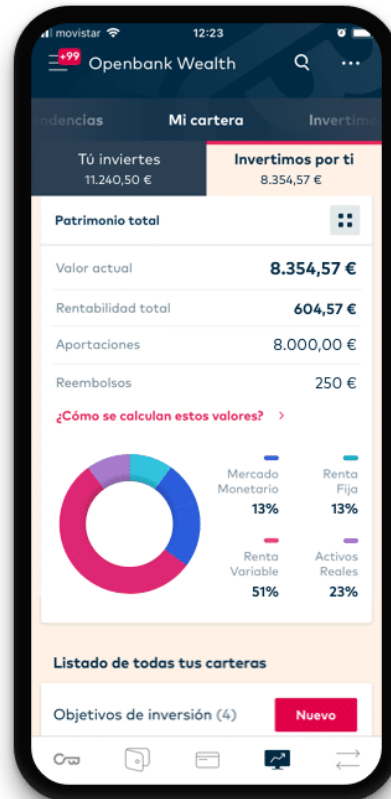 movistar 12:23
+99 Openbank Wealth
ndencias Mi cartera Invertimo
Tú inviertes
11.240,50 €
Invertimos por ti
8.354,57 €
Patrimonio total
Valor actual 8.354,57 €
Rentabilidad total 604,57 €
Aportaciones 8.000,00 €
Reembolsos 250 €
¿Cómo se calculan estos valores? >
Mercado
Monetario
13%
Renta
Fija
13%
Renta
Variable
51%
Activos
Reales
23%
Listado de todas tus carteras
Objetivos de inversión (4) Nuevo